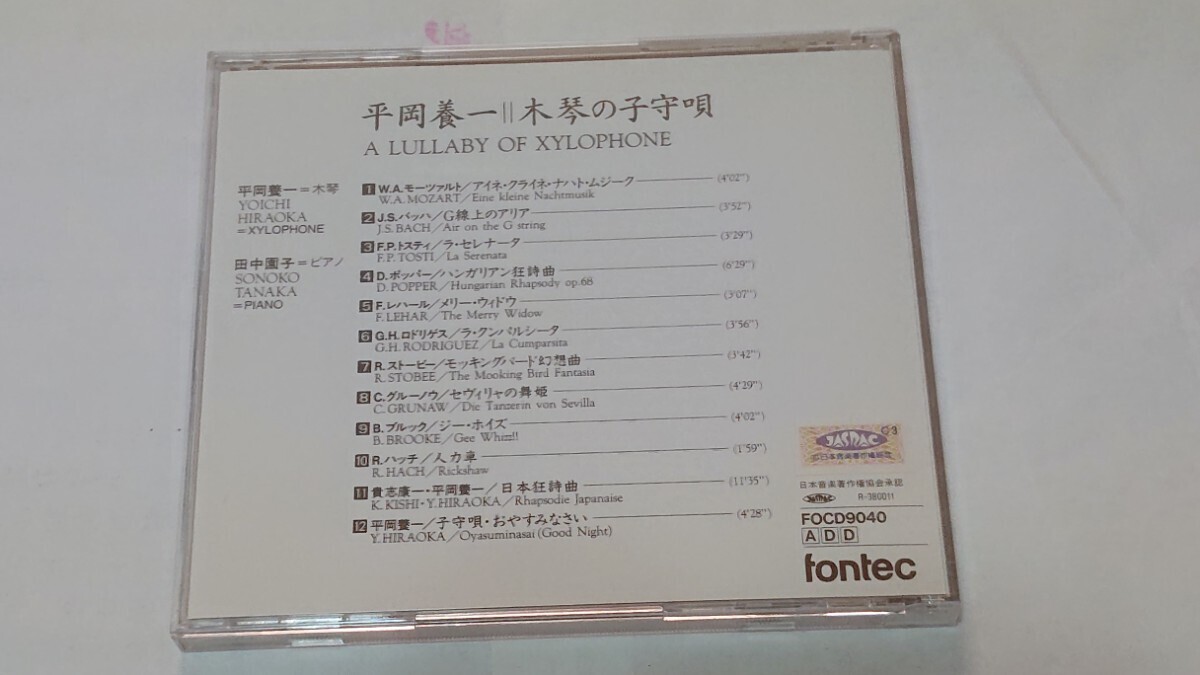 平岡養一||木琴の子守唄
A LULLABY OF XYLOPHONE
平岡養一=木琴
YOICHI
HIRAOKA
=XYLOPHONE
田中園子=ピアノ
SONOKO
TANAKA
=PIANO
1 W.A.モーツァルト/アイネ・クライネ・ナハト・ムジーク (4'02")
W.A. MOZART/Eine kleine Nachtmusik
2 J.S.バッハ/G線上のアリア (3'52")
J.S. BACH/Air on the G string
3 F.P.トスティ/ラ・セレナータ (3'29")
F.P. TOSTI/La Serenata
4 D.ポッパー/ハンガリアン狂詩曲 (6'29")
D. POPPER/Hungarian Rhapsody op.68
5 F.レハール/メリー・ウィドウ (3'07")
F. LEHAR/The Merry Widow
6 G.H.ロドリゲス/ラ・クンパルシータ (3'56")
G.H. RODRIGUEZ/La Cumparsita
7 R.ストービー/モッキングバード幻想曲 (3'42")
R. STOBEE/The Mooking Bird Fantasia
8 C.グルーノウ/セヴィリャの舞姫 (4'29")
C. GRUNAW/Die Tanzerin von Sevilla
9 B.ブルック/ジー・ホイズ (4'02")
B. BROOKE/Gee Whizz!!
10 R.ハッチ/人力車 (1'59")
R. HACH/Rickshaw
11 貴志康一・平岡養一/日本狂詩曲 (11'35")
K. KISHI・Y. HIRAOKA/Rhapsodie Japanaise
12 平岡養一/子守唄・おやすみなさい (4'28")
Y. HIRAOKA/Oyasuminasai (Good Night)
JASRAC
日本音楽著作権協会承認
JASRAC R-380011
FOCD9040
ADD
fontec